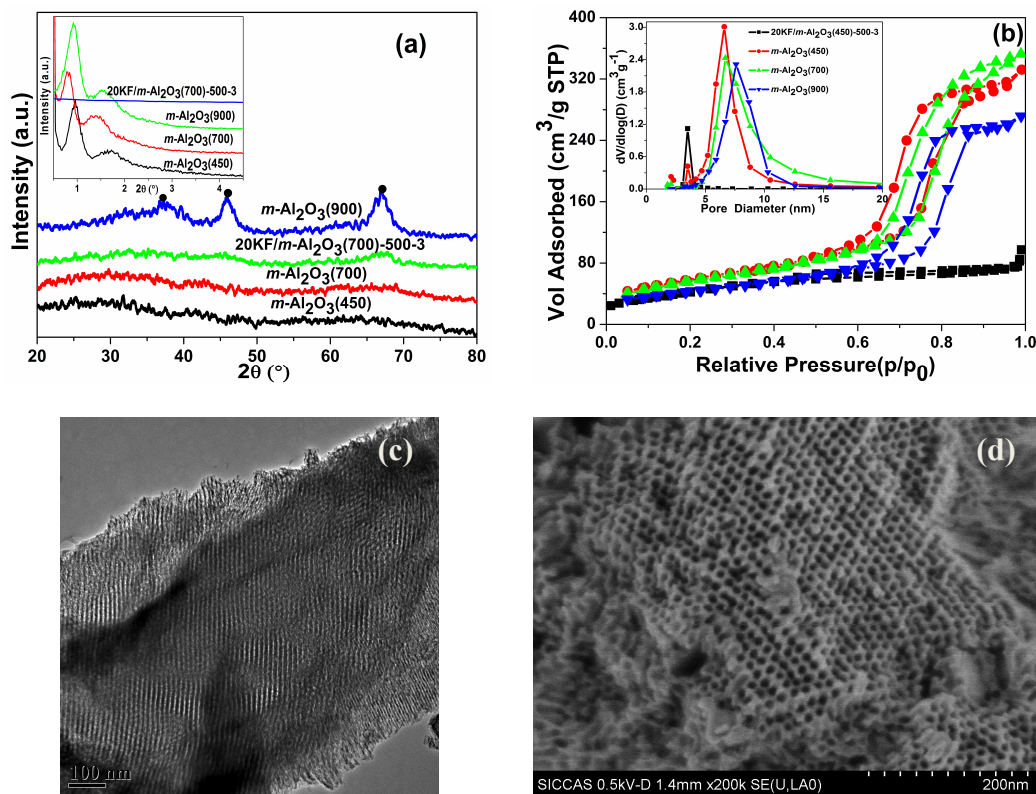 (a)
Intensity (a.u.)
20KF/m-Al2O3(700)-500-3
m-Al2O3(900)
m-Al2O3(700)
m-Al2O3(450)
1 2 3 4
2θ (°)
Intensity (a.u.)
m-Al2O3(900)
20KF/m-Al2O3(700)-500-3
m-Al2O3(700)
m-Al2O3(450)
20 30 40 50 60 70 80
2θ (°)
(b)
Vol Adsorbed (cm3/g STP)
400
320
240
160
80
0
dV/dlog(D) (cm3g-1)
3.0
2.4
1.8
1.2
0.6
0.0
20KF/m-Al2O3(450)-500-3
m-Al2O3(450)
m-Al2O3(700)
m-Al2O3(900)
0 5 10 15 20
Pore Diameter (nm)
0.0 0.2 0.4 0.6 0.8 1.0
Relative Pressure(p/p0)
(c)
100 nm
(d)
SICCAS 0.5kV-D 1.4mm x200k SE(U,LA0) 200nm